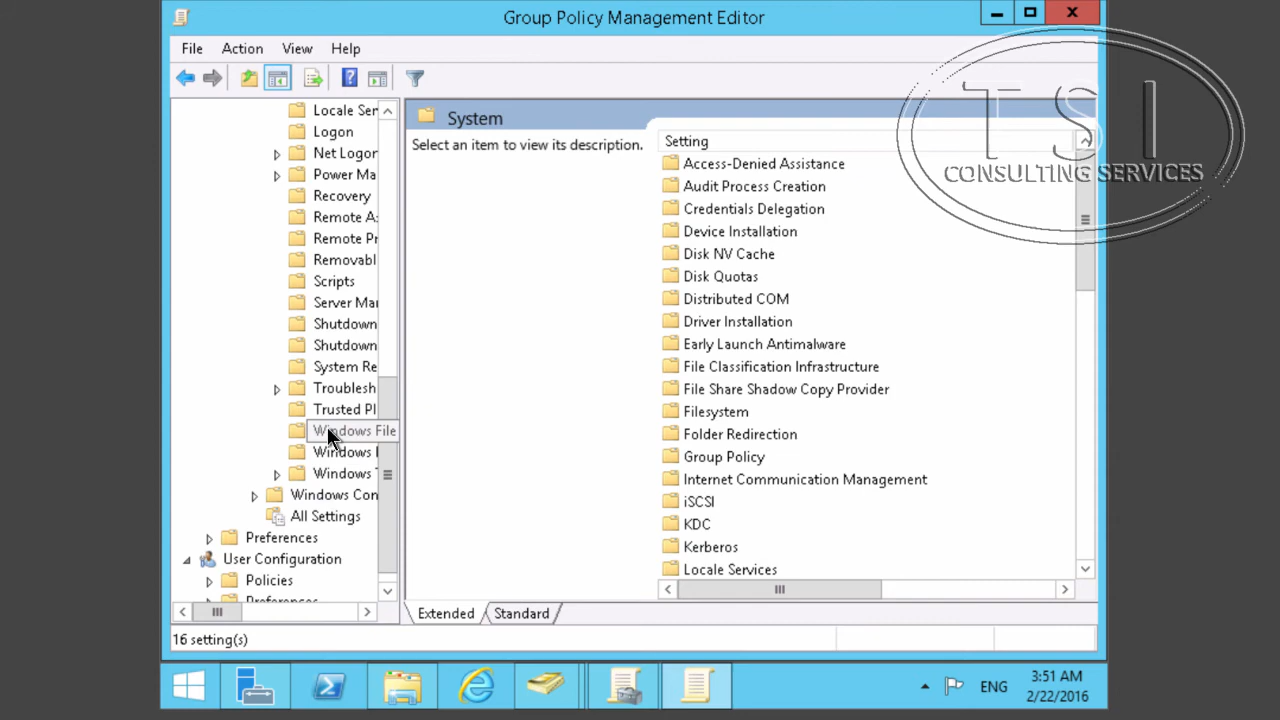 Group Policy Management Editor
File Action View Help
TSI
CONSULTING SERVICES
Locale Ser
Logon
Net Logon
Power Ma
Recovery
Remote As
Remote Pr
Removabl
Scripts
Server Man
Shutdown
Shutdown
System Re
Troublesh
Trusted Pl
Windows File
Windows
Windows T
Windows Con
All Settings
Preferences
User Configuration
Policies
Preferences
System
Select an item to view its description.
Setting
Access-Denied Assistance
Audit Process Creation
Credentials Delegation
Device Installation
Disk NV Cache
Disk Quotas
Distributed COM
Driver Installation
Early Launch Antimalware
File Classification Infrastructure
File Share Shadow Copy Provider
Filesystem
Folder Redirection
Group Policy
Internet Communication Management
iSCSI
KDC
Kerberos
Locale Services
Extended Standard
16 setting(s)
ENG
3:51 AM
2/22/2016